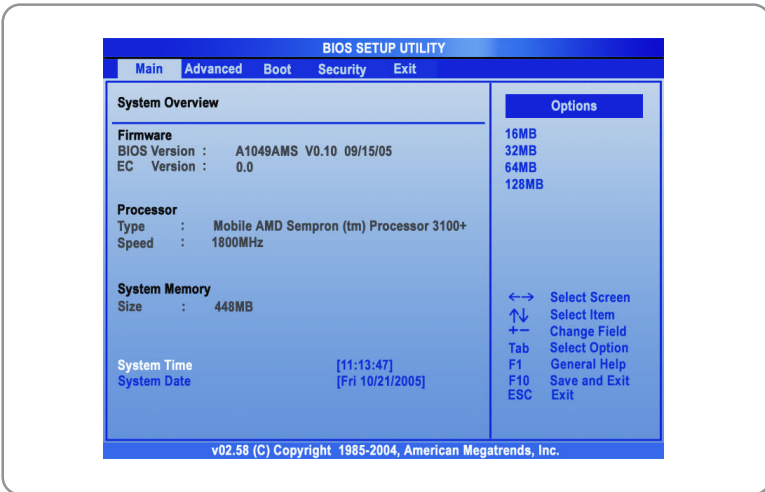 BIOS SETUP UTILITY
Main Advanced Boot Security Exit
System Overview
Firmware
BIOS Version : A1049AMS V0.10 09/15/05
EC Version : 0.0
Processor
Type : Mobile AMD Sempron (tm) Processor 3100+
Speed : 1800MHz
System Memory
Size : 448MB
System Time [11:13:47]
System Date [Fri 10/21/2005]
Options
16MB
32MB
64MB
128MB
←→ Select Screen
↑↓ Select Item
+− Change Field
Tab Select Option
F1 General Help
F10 Save and Exit
ESC Exit
v02.58 (C) Copyright 1985-2004, American Megatrends, Inc.